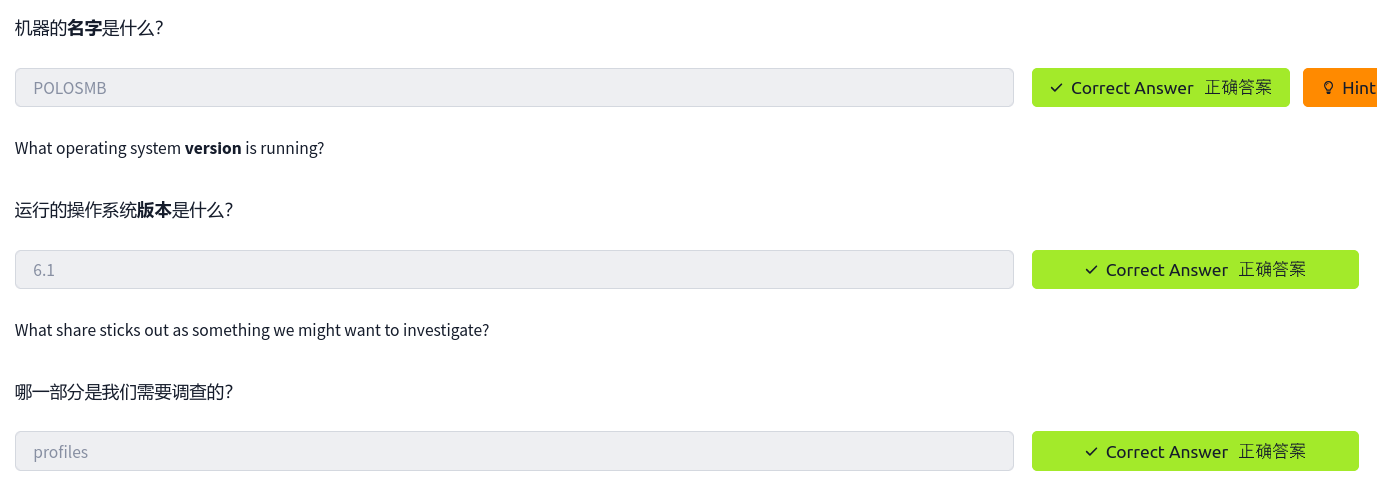 机器的名字是什么？
POLOSMB
Correct Answer 正确答案
Hint
What operating system version is running?
运行的操作系统版本是什么？
6.1
Correct Answer 正确答案
What share sticks out as something we might want to investigate?
哪一部分是我们需要调查的？
profiles
Correct Answer 正确答案